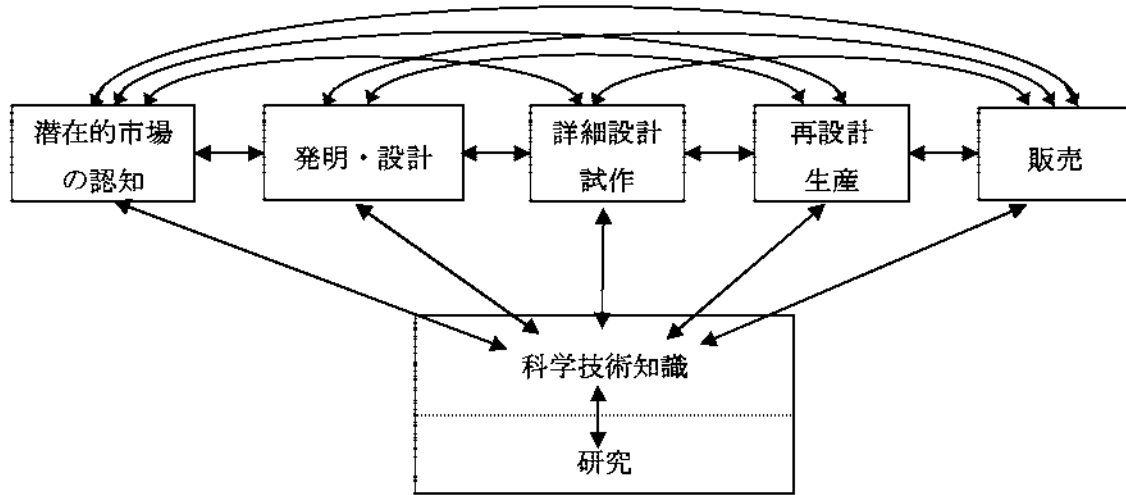 潜在的市場
の認知
発明・設計
詳細設計
試作
再設計
生産
販売
科学技術知識
研究